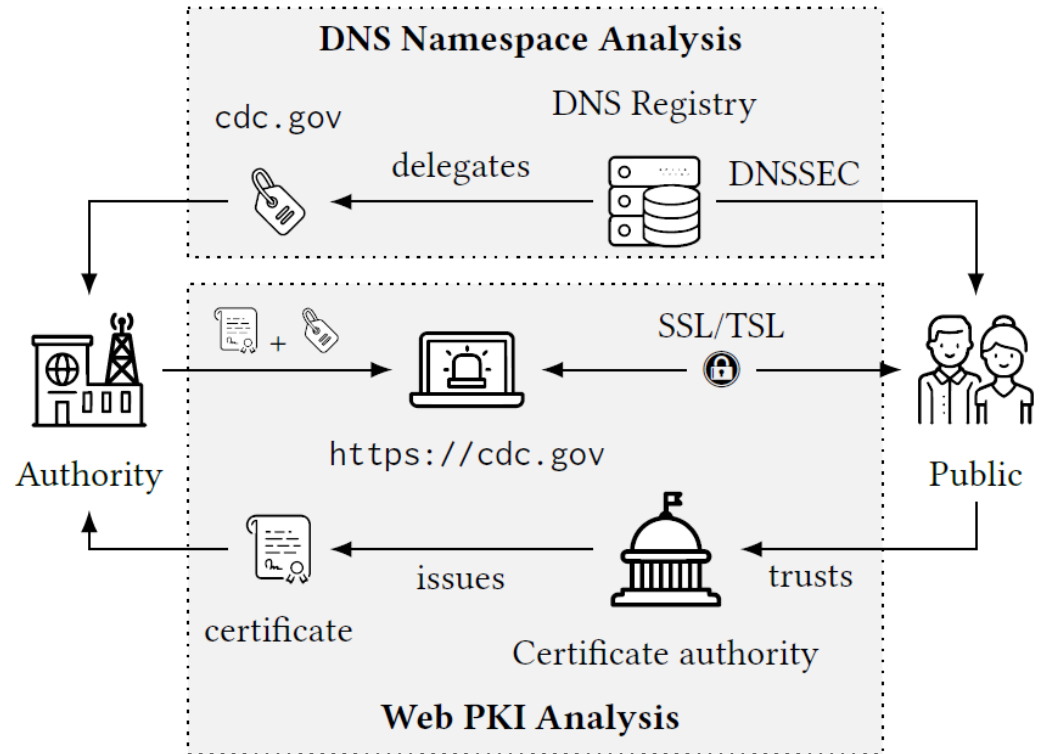 DNS Namespace Analysis
DNS Registry
cdc.gov
delegates
DNSSEC
+
SSL/TSL
https://cdc.gov
Authority
Public
issues
trusts
certificate
Certificate authority
Web PKI Analysis